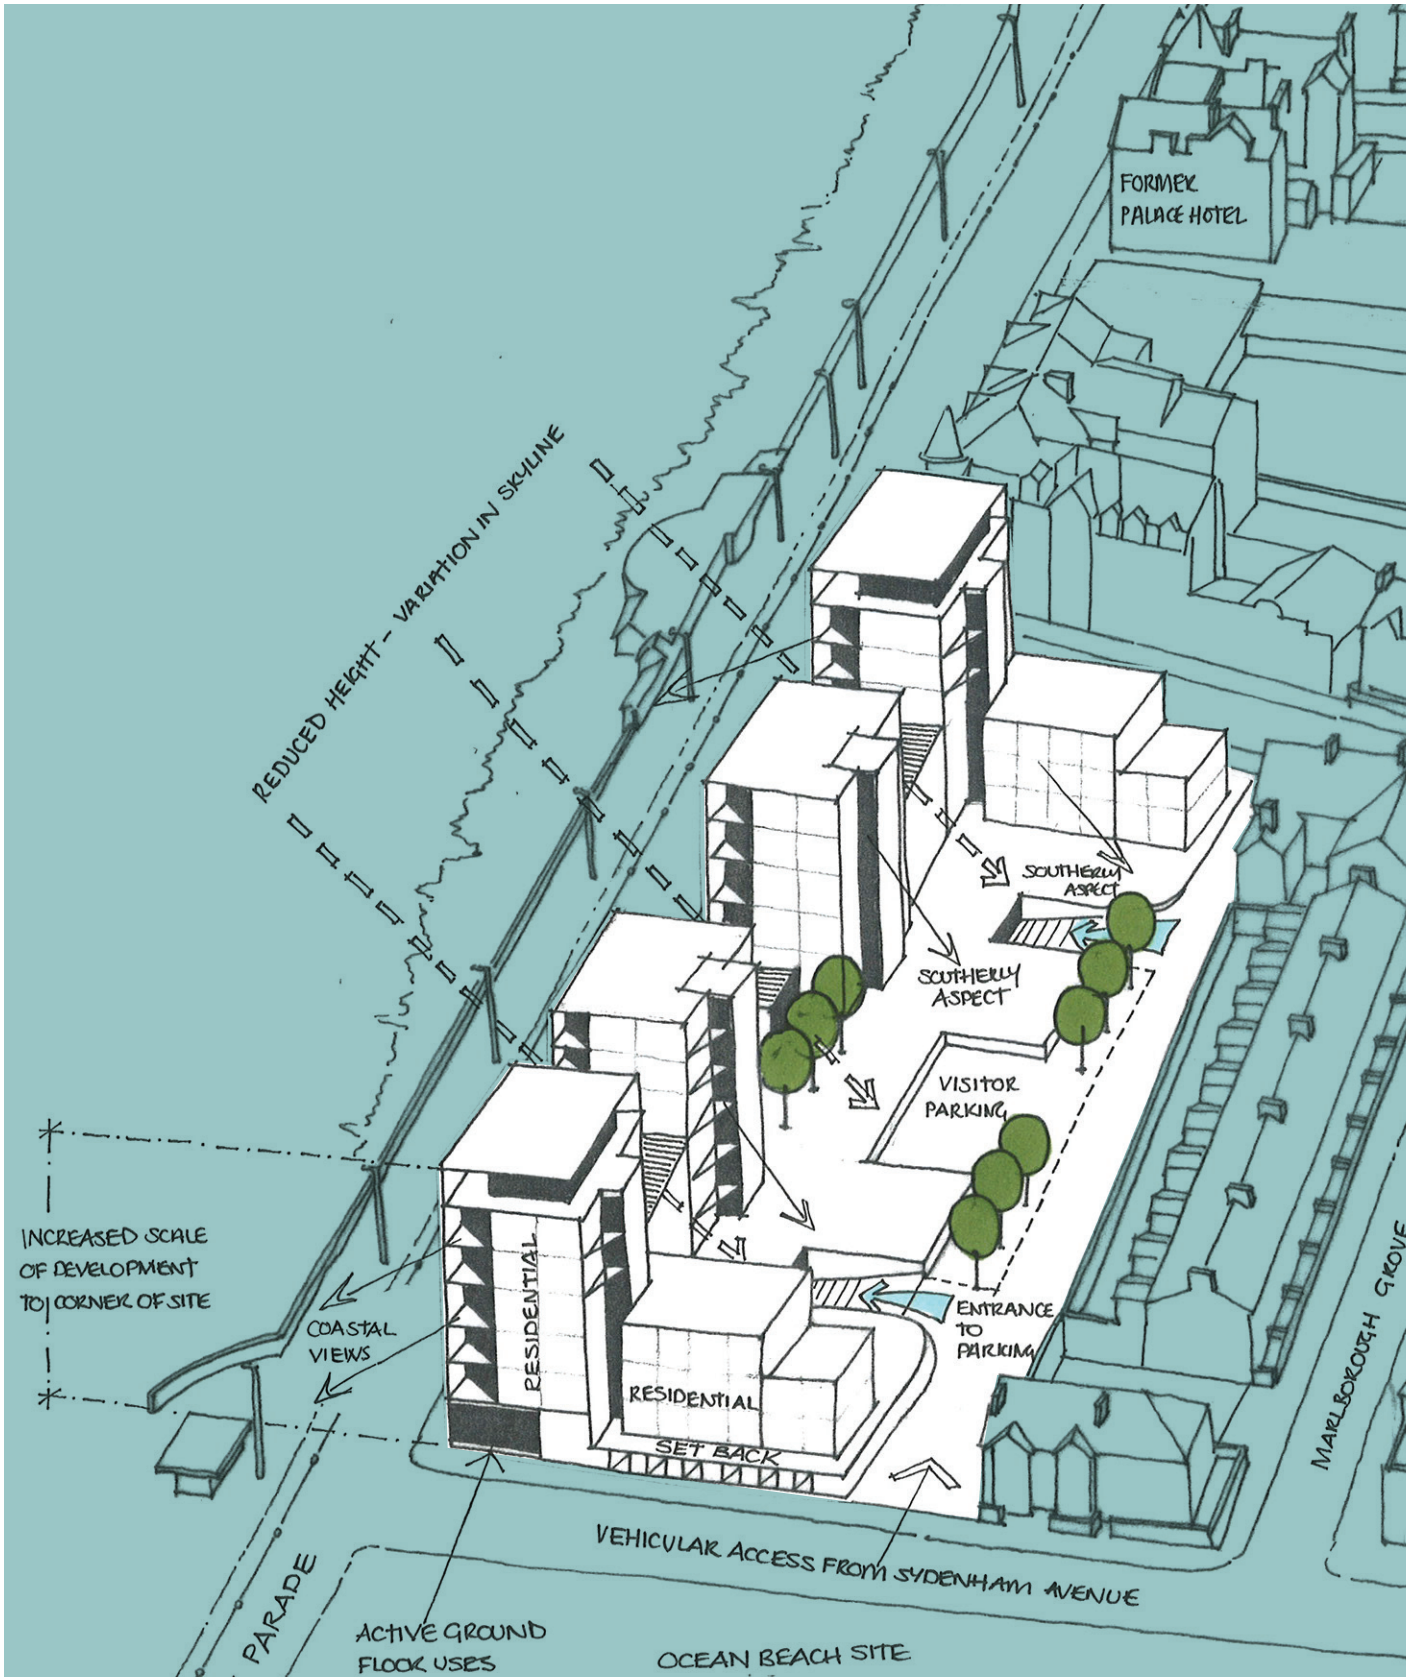 FORMER
PALACE HOTEL
REDUCED HEIGHT - VARIATION IN SKYLINE
SOUTHERLY
ASPECT
SOUTHERLY
ASPECT
VISITOR
PARKING
INCREASED SCALE
OF DEVELOPMENT
TO CORNER OF SITE
COASTAL
VIEWS
RESIDENTIAL
RESIDENTIAL
SET BACK
ENTRANCE
TO
PARKING
MARLBOROUGH GROVE
VEHICULAR ACCESS FROM SYDENHAM AVENUE
PARADE
ACTIVE GROUND
FLOOR USES
OCEAN BEACH SITE